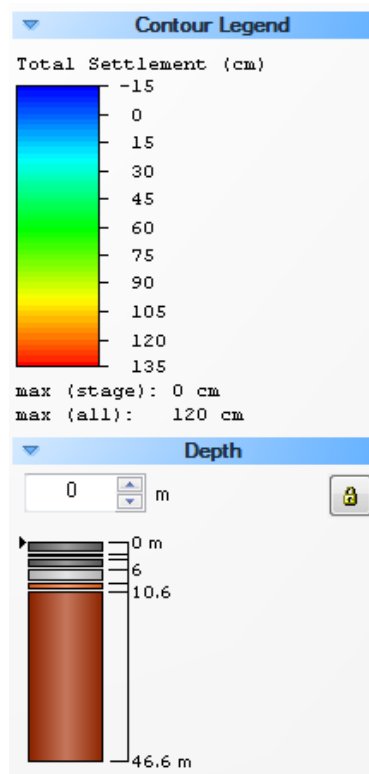 Contour Legend
Total Settlement (cm)
-15
0
15
30
45
60
75
90
105
120
135
max (stage): 0 cm
max (all): 120 cm
Depth
0 m
0 m
6
10.6
46.6 m